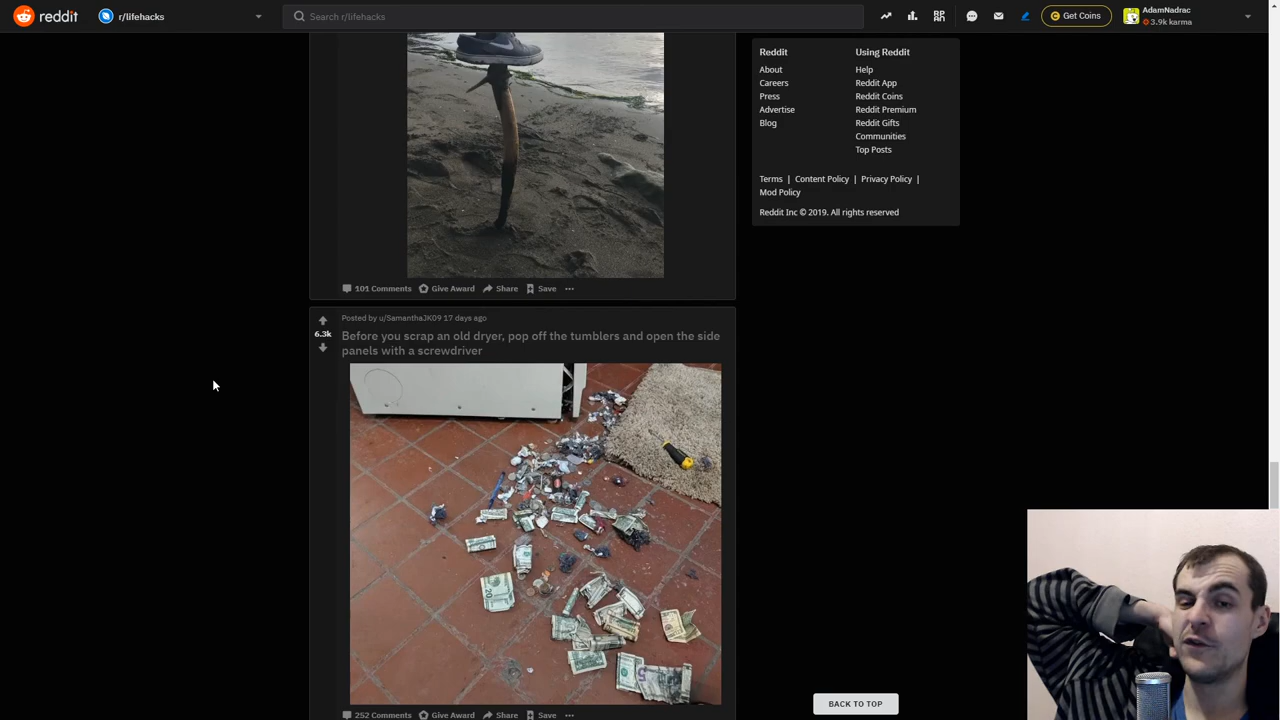 reddit
r/lifehacks
Search r/lifehacks
Get Coins
AdamNadrac
3.9k karma
Reddit
Using Reddit
About
Help
Careers
Reddit App
Press
Reddit Coins
Advertise
Reddit Premium
Blog
Reddit Gifts
Communities
Top Posts
Terms | Content Policy | Privacy Policy |
Mod Policy
Reddit Inc © 2019. All rights reserved
101 Comments Give Award Share Save
Posted by u/SamanthaJK09 17 days ago
6.3k
Before you scrap an old dryer, pop off the tumblers and open the side
panels with a screwdriver
20
5
252 Comments Give Award Share Save
BACK TO TOP